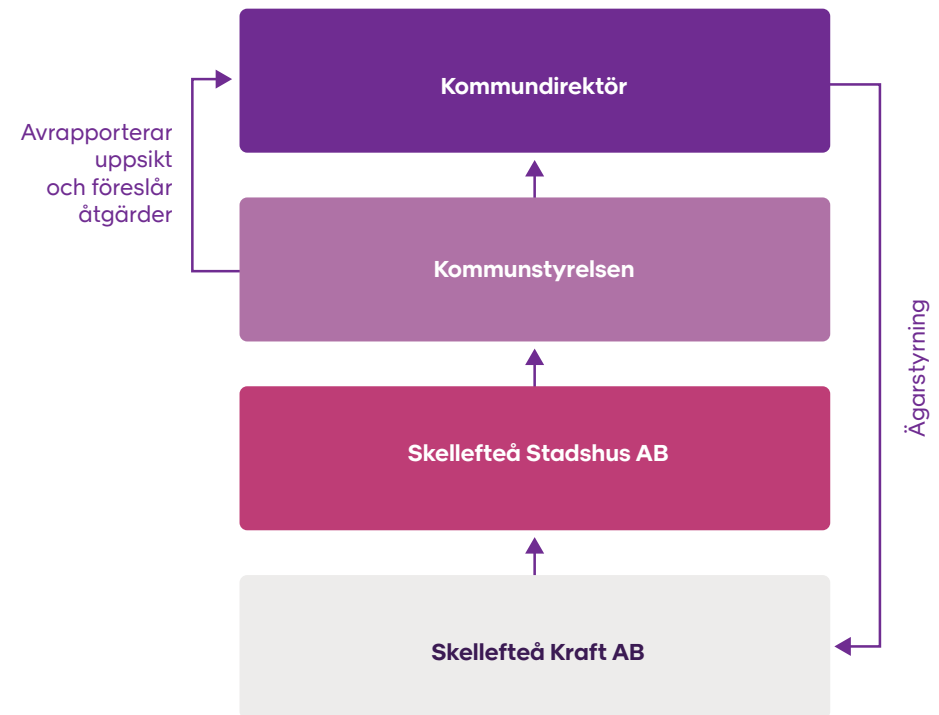 Kommundirektör
Avrapporterar
uppsikt
och föreslår
åtgärder
Kommunstyrelsen
Ägarstyrning
Skellefteå Stadshus AB
Skellefteå Kraft AB